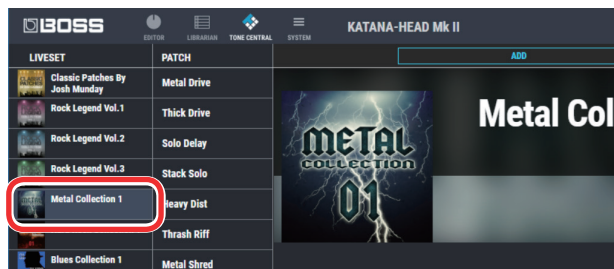 BOSS
EDITOR
LIBRARIAN
TONE CENTRAL
SYSTEM
KATANA-HEAD Mk II
LIVESET
PATCH
ADD
Classic Patches By
Josh Munday
Metal Drive
Rock Legend Vol.1
Thick Drive
Rock Legend Vol.2
Solo Delay
Rock Legend Vol.3
Stack Solo
Metal Collection 1
Heavy Dist
Thrash Riff
Blues Collection 1
Metal Shred
METAL
COLLECTION
01
Metal Col